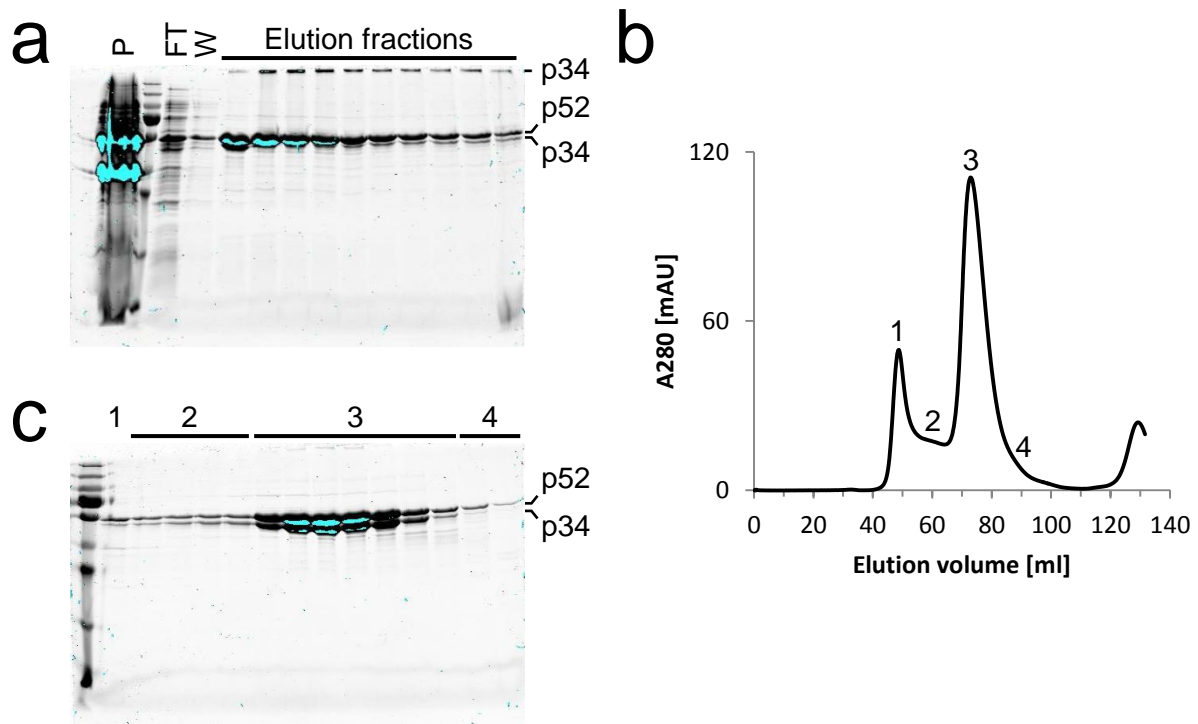 a
P
FT
W
Elution fractions
p34
p52
p34
b
A280 [mAU]
120
60
0
1
2
3
4
0 20 40 60 80 100 120 140
Elution volume [ml]
c
1 2 3 4
p52
p34